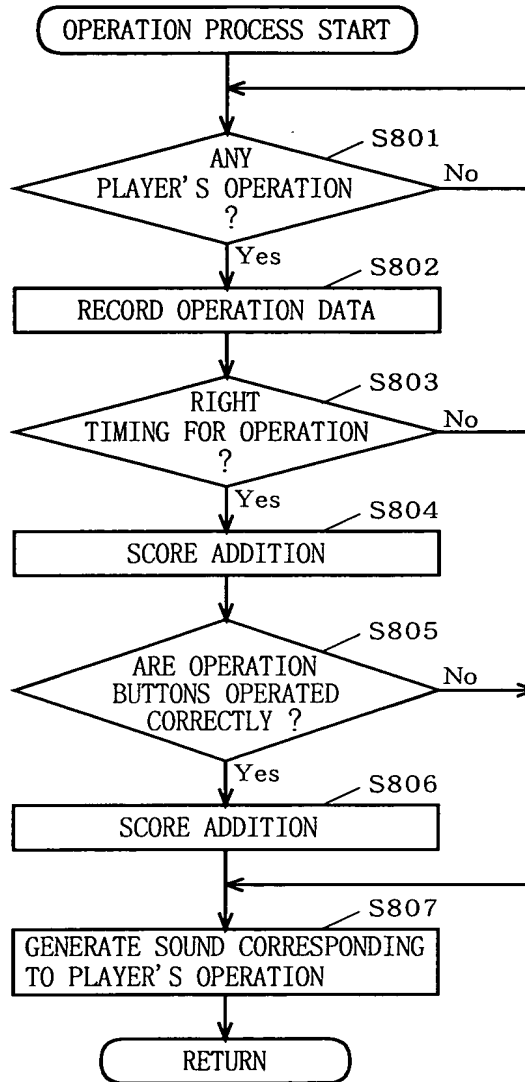 OPERATION PROCESS START
S801
ANY
PLAYER'S OPERATION
?
No
Yes
S802
RECORD OPERATION DATA
S803
RIGHT
TIMING FOR OPERATION
?
No
Yes
S804
SCORE ADDITION
S805
ARE OPERATION
BUTTONS OPERATED
CORRECTLY ?
No
Yes
S806
SCORE ADDITION
S807
GENERATE SOUND CORRESPONDING
TO PLAYER'S OPERATION
RETURN